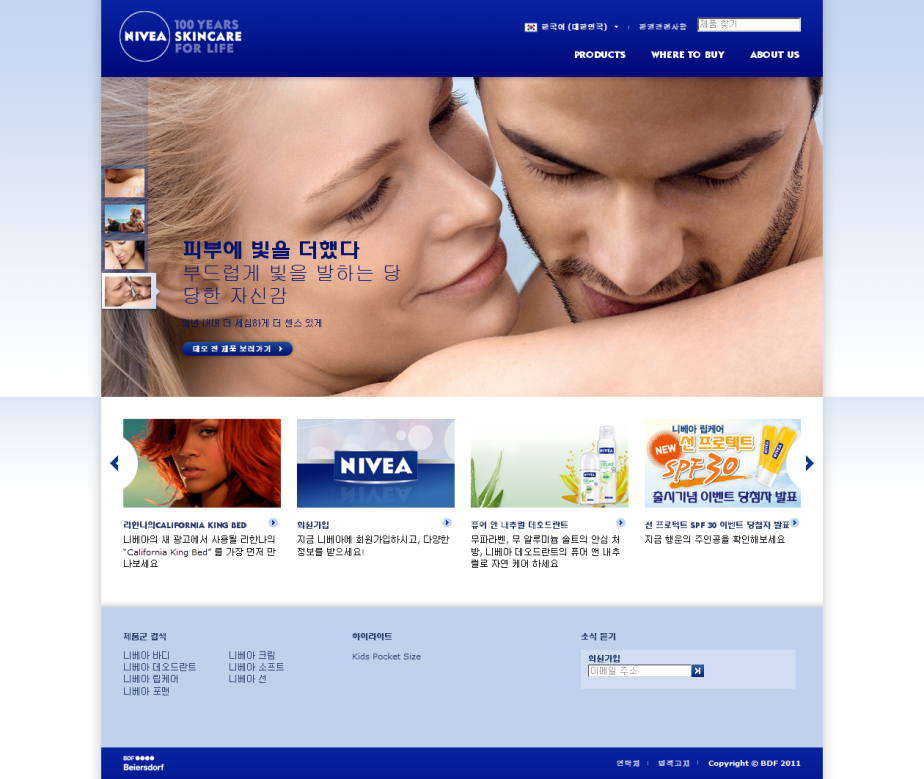 NIVEA
100 YEARS
SKINCARE
FOR LIFE
한국어 (대한민국)
제품 찾기
PRODUCTS
WHERE TO BUY
ABOUT US
피부에 빛을 더했다
부드럽게 빛을 발하는 당
당한 자신감
더 세심하게 더 센스 있게
데오 전 제품 보러가기
니베아 립케어
NEW
선 프로텍트
SPF 30
출시기념 이벤트 당첨자 발표
NIVEA
리한나의CALIFORNIA KING BED
니베아의 새 광고에서 사용될 리한나의
"California King Bed" 를 가장 먼저 만
나보세요
회원가입
지금 니베아에 회원가입하시고, 다양한
정보를 받으세요!
퓨어 앤 내추럴 데오드란트
무파라벤, 무 알루미늄 솔트의 안심 처
방, 니베아 데오드란트의 퓨어 앤 내추
럴로 자연 케어 하세요
선 프로텍트 SPF 30 이벤트 당첨자 발표
지금 행운의 주인공을 확인해보세요
제품군 검색
니베아 바디
니베아 데오드란트
니베아 립케어
니베아 포맨
니베아 크림
니베아 소프트
니베아 선
하이라이트
Kids Pocket Size
소식 듣기
회원가입
이메일 주소
BDF
Beiersdorf
연락처
법적고지
Copyright © BDF 2011